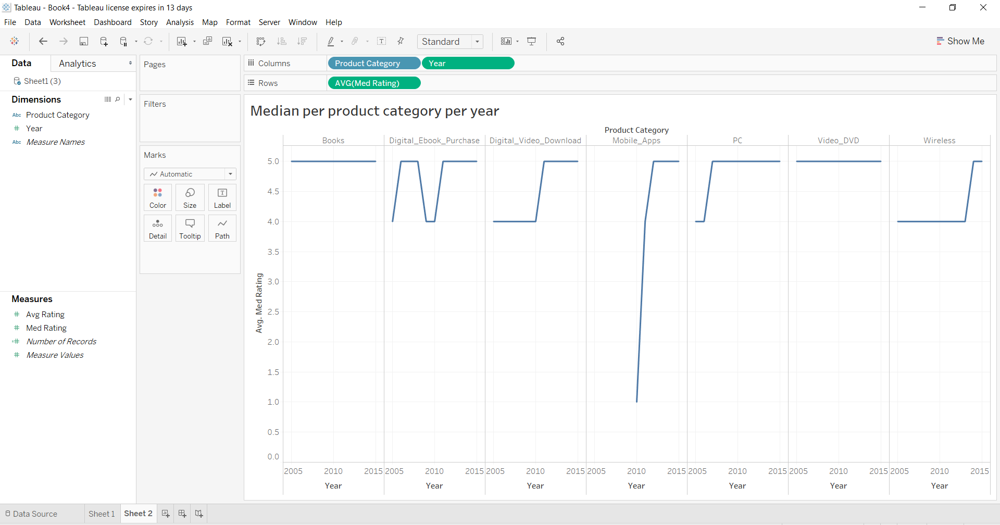 Tableau - Book4 - Tableau license expires in 13 days
File Data Worksheet Dashboard Story Analysis Map Format Server Window Help
Standard
Show Me
Data Analytics
Sheet1 (3)
Dimensions
Abc Product Category
# Year
Abc Measure Names
Measures
# Avg Rating
# Med Rating
=# Number of Records
# Measure Values
Pages
Filters
Marks
Automatic
Color Size Label
Detail Tooltip Path
Columns Product Category Year
Rows AVG(Med Rating)
Median per product category per year
Product Category
Books Digital_Ebook_Purchase Digital_Video_Download Mobile_Apps PC Video_DVD Wireless
Avg. Med Rating
5.0
4.5
4.0
3.5
3.0
2.5
2.0
1.5
1.0
0.5
0.0
2005 2010 2015 2005 2010 2015 2005 2010 2015 2005 2010 2015 2005 2010 2015 2005 2010 2015 2005 2010 2015
Year Year Year Year Year Year Year
Data Source Sheet 1 Sheet 2